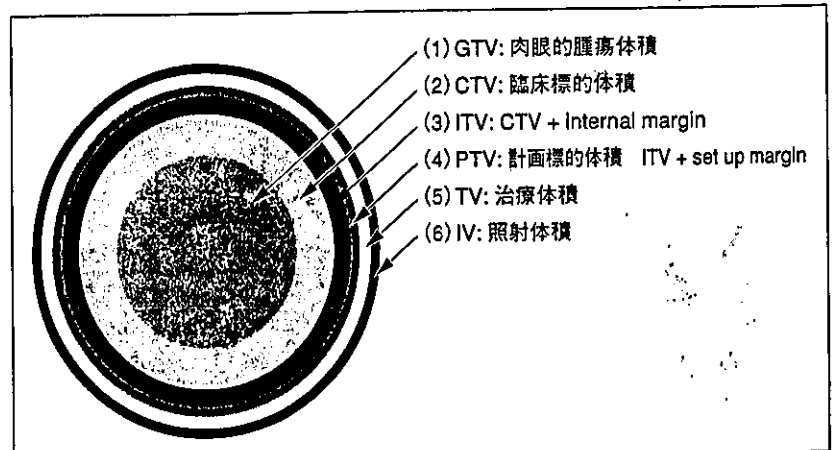 (1) GTV: 肉眼的腫瘍体積
(2) CTV: 臨床標的体積
(3) ITV: CTV + internal margin
(4) PTV: 計画標的体積 ITV + set up margin
(5) TV: 治療体積
(6) IV: 照射体積